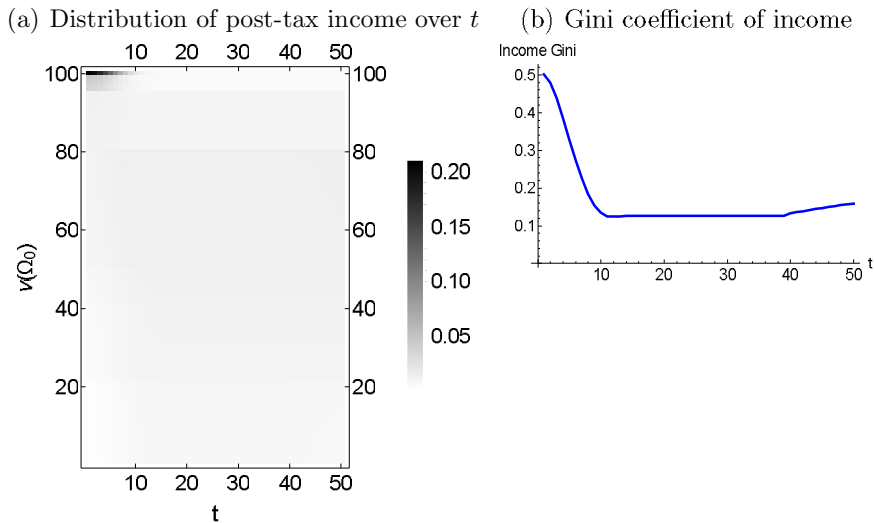 (a) Distribution of post-tax income over t
(b) Gini coefficient of income
10 20 30 40 50
100 100
80 80
60 60
40 40
20 20
10 20 30 40 50
t
ν(Ω₀)
0.20
0.15
0.10
0.05
Income Gini
0.5
0.4
0.3
0.2
0.1
10 20 30 40 50
t